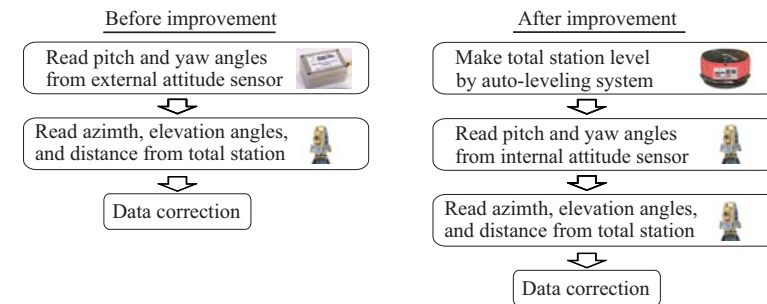 Before improvement
Read pitch and yaw angles
from external attitude sensor
Read azimth, elevation angles,
and distance from total station
Data correction
After improvement
Make total station level
by auto-leveling system
Read pitch and yaw angles
from internal attitude sensor
Read azimth, elevation angles,
and distance from total station
Data correction